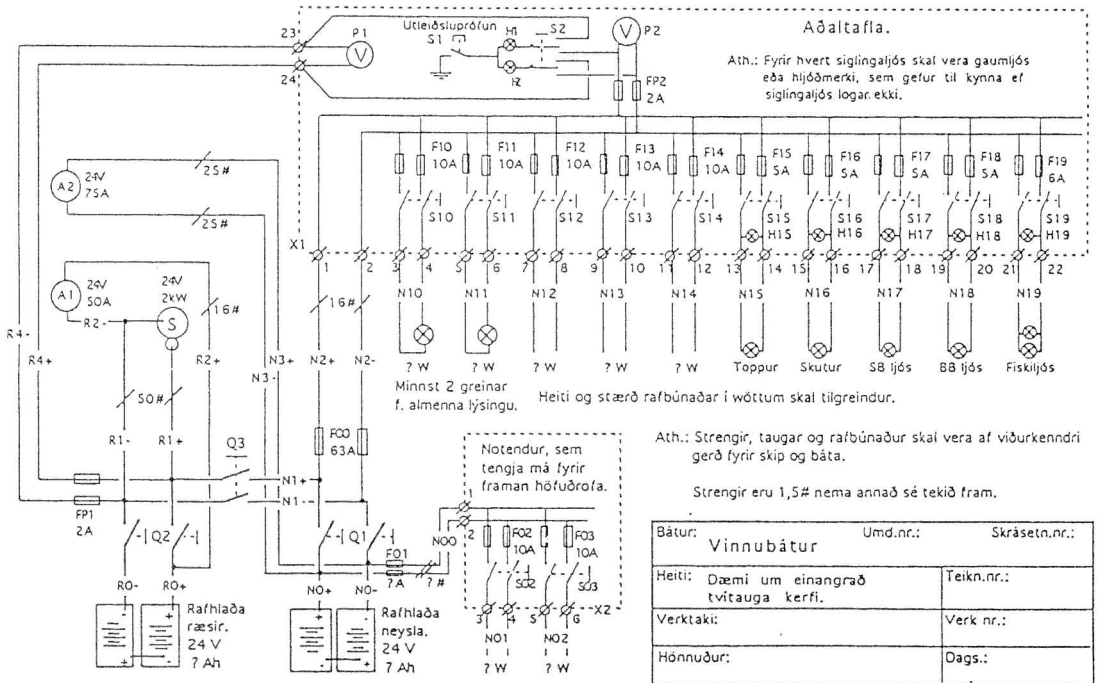 Aðaltafla.
Ath.: Fyrir hvert siglingaljós skal vera gaumljós
eða hljóðmerki, sem gefur til kynna ef
siglingaljós logar ekki.
Útleiðsluprófun
S1
H1
H2
S2
P1
V
P2
V
FP2
2A
23
24
F10
10A
F11
10A
F12
10A
F13
10A
F14
10A
F15
5A
F16
5A
F17
5A
F18
5A
F19
6A
S10
S11
S12
S13
S14
S15
S16
S17
S18
S19
H15
H16
H17
H18
H19
X1
1 2 3 4 5 6 7 8 9 10 11 12 13 14 15 16 17 18 19 20 21 22
N10
N11
N12
N13
N14
N15
N16
N17
N18
N19
? W
? W
? W
? W
? W
Toppur
Skutur
SB ljós
BB ljós
Fiskiljós
Minnst 2 greinar
f. almenna lýsingu.
Heiti og stærð rafbúnaðar í wöttum skal tilgreindur.
A2
24V
75A
25#
25#
A1
24V
50A
24V
2kW
S
16#
16#
R2-
R4-
R4+
R2+
N3+
N3-
N2+
N2-
50#
R1-
R1+
Q3
F00
63A
N1+
N1-
FP1
2A
Q2
Q1
F01
?A
?#
N00
R0-
R0+
N0+
N0-
Rafhlaða
ræsir.
24 V
? Ah
Rafhlaða
neysla.
24 V
? Ah
Notendur, sem
tengja má fyrir
framan höfuðrofa.
1
2
F02
10A
F03
10A
S02
S03
X2
3 4 5 6
N01
N02
? W
? W
Ath.: Strengir, taugar og rafbúnaður skal vera af viðurkenndri
gerð fyrir skip og báta.
Strengir eru 1,5# nema annað sé tekið fram.
Bátur: Vinnubátur Umd.nr.: Skrásetn.nr.:
Heiti: Dæmi um einangrað
tvítauga kerfi.
Teikn.nr.:
Verktaki:
Verk nr.:
Hönnuður:
Dags.: